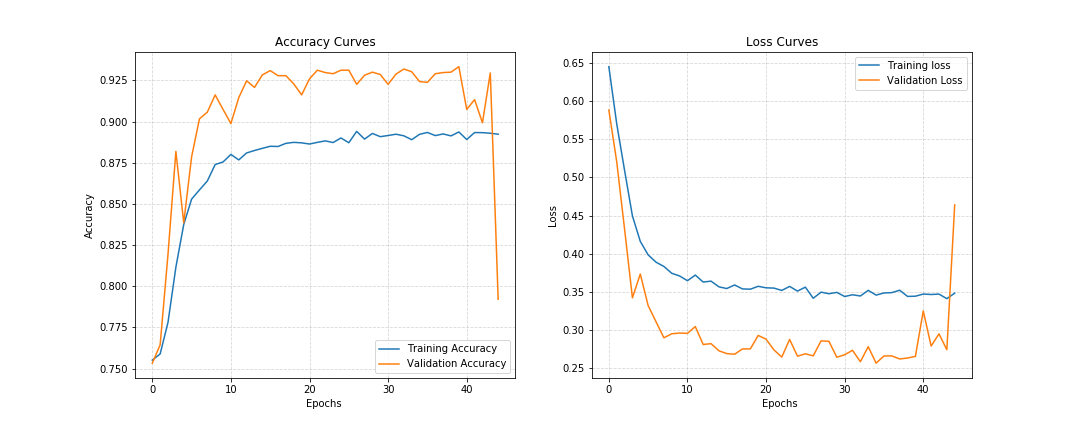 Accuracy Curves
0.925
0.900
0.875
0.850
0.825
0.800
0.775
0.750
Accuracy
0 10 20 30 40
Epochs
Training Accuracy
Validation Accuracy
Loss Curves
0.65
0.60
0.55
0.50
0.45
0.40
0.35
0.30
0.25
Loss
0 10 20 30 40
Epochs
Training loss
Validation Loss